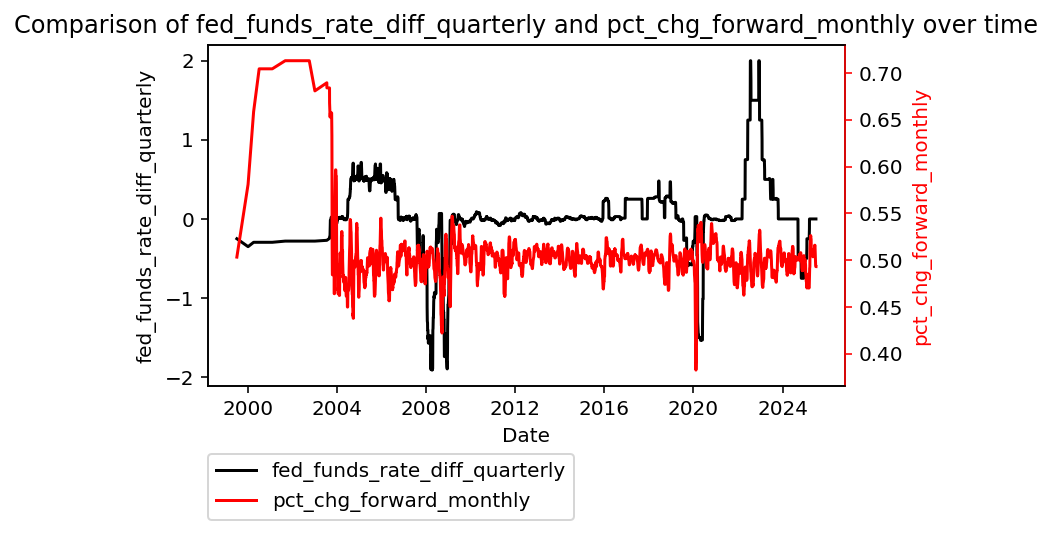 Comparison of fed_funds_rate_diff_quarterly and pct_chg_forward_monthly over time
fed_funds_rate_diff_quarterly
2
1
0
−1
−2
0.70
0.65
0.60
0.55
0.50
0.45
0.40
pct_chg_forward_monthly
2000 2004 2008 2012 2016 2020 2024
Date
fed_funds_rate_diff_quarterly
pct_chg_forward_monthly